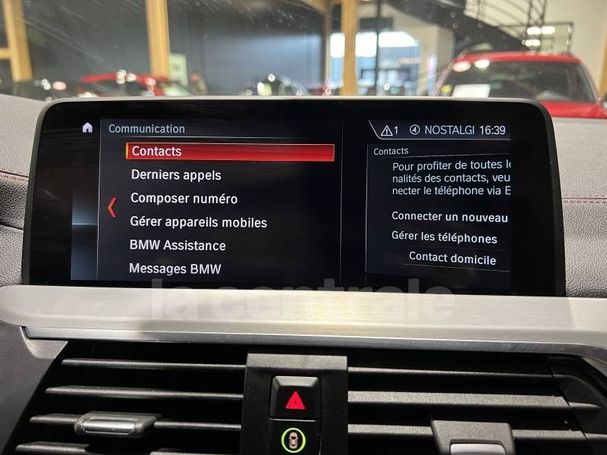 Communication
Contacts
Derniers appels
Composer numéro
Gérer appareils mobiles
BMW Assistance
Messages BMW
1 NOSTALGI 16:39
Contacts
Pour profiter de toutes l
nalités des contacts, veu
necter le téléphone via
Connecter un nouveau
Gérer les téléphones
Contact domicile
la centrale